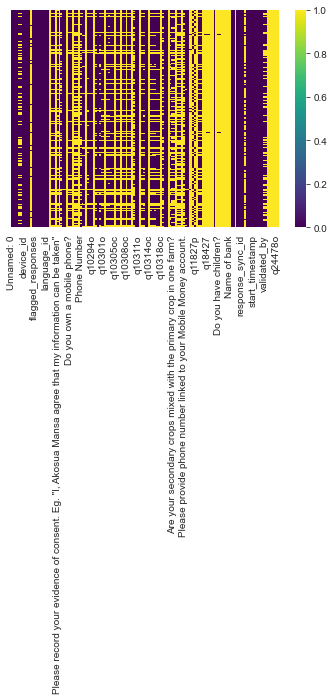 1.0
0.8
0.6
0.4
0.2
0.0
Unnamed: 0
device_id
flagged_responses
language_id
Please record your evidence of consent. Eg. "I, Akosua Mansa agree that my information can be taken"
Do you own a mobile phone?
Phone Number
q10294o
q10301o
q10305oc
q10308oc
q10311o
q10314oc
q10318oc
Are your secondary crops mixed with the primary crop in one farm?
Please provide phone number linked to your Mobile Money account.
q11827p
q18427
Do you have children?
Name of bank
response_sync_id
start_timestamp
validated_by
q24478o